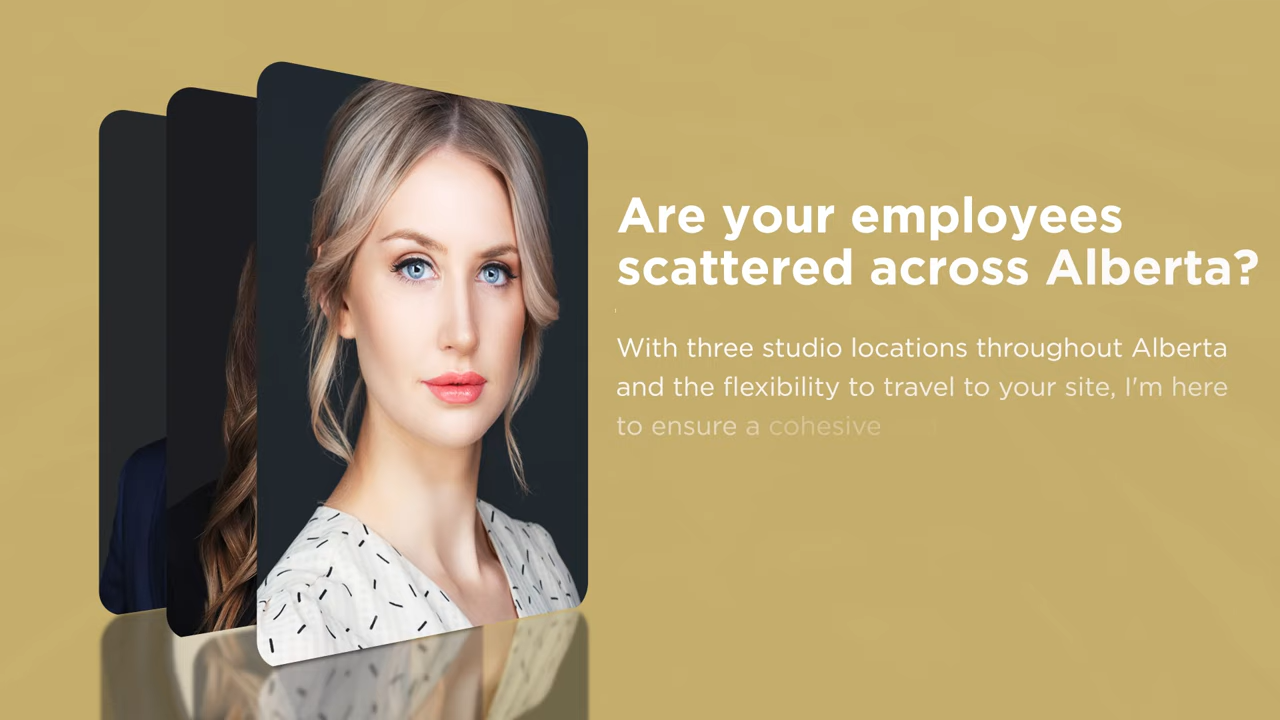 Are your employees
scattered across Alberta?
With three studio locations throughout Alberta
and the flexibility to travel to your site, I'm here
to ensure a cohesive